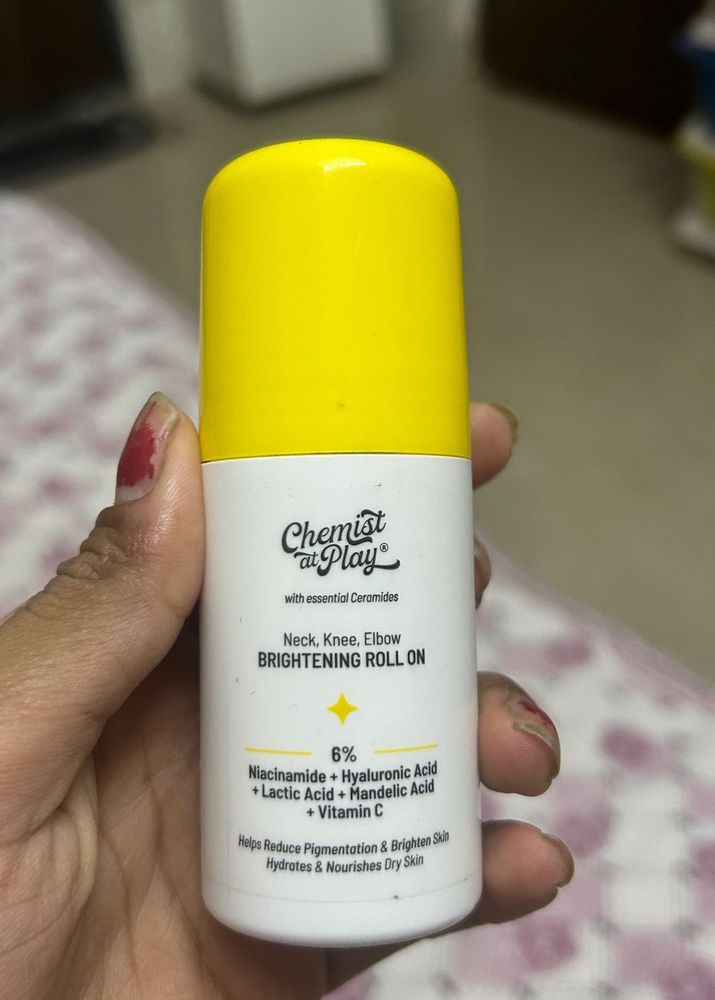 Chemist
at Play®
with essential Ceramides
Neck, Knee, Elbow
BRIGHTENING ROLL ON
6%
Niacinamide + Hyaluronic Acid
+ Lactic Acid + Mandelic Acid
+ Vitamin C
Helps Reduce Pigmentation & Brighten Skin
Hydrates & Nourishes Dry Skin